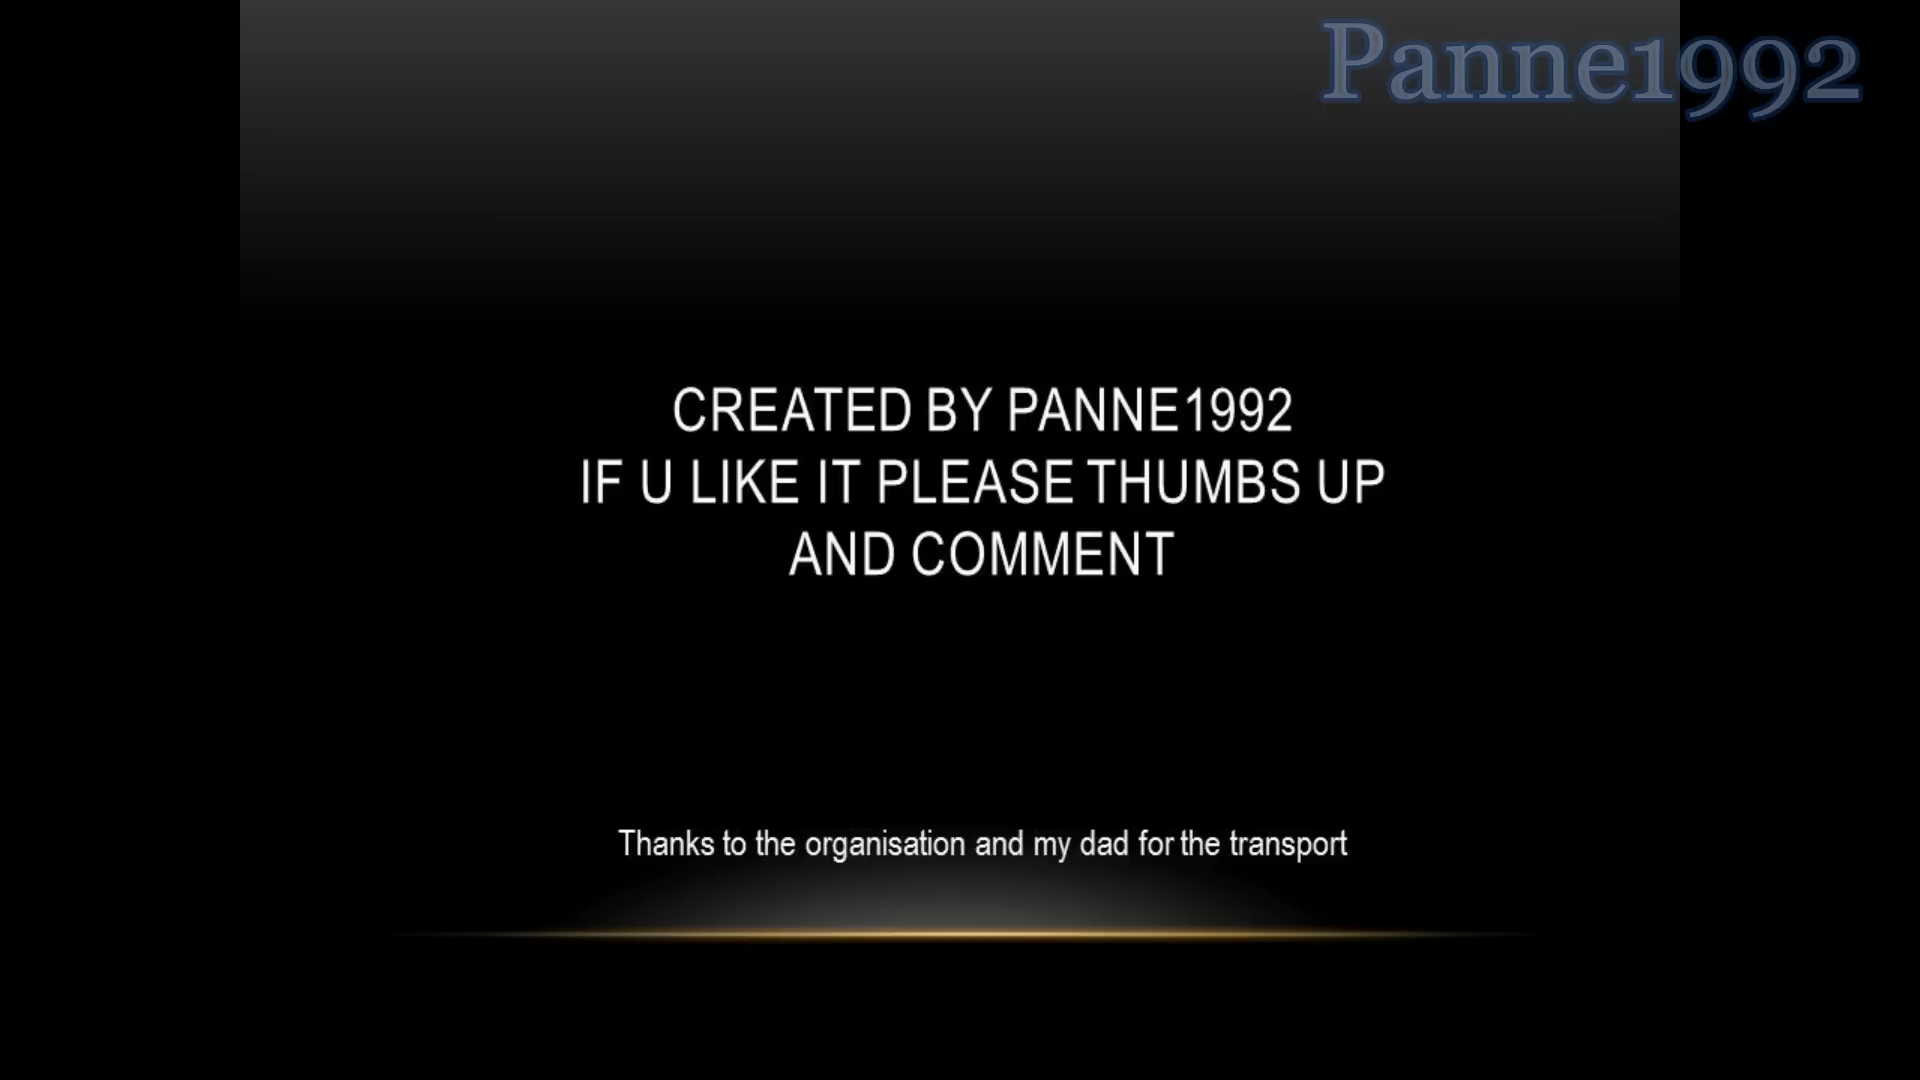 Panne1992
CREATED BY PANNE1992
IF U LIKE IT PLEASE THUMBS UP
AND COMMENT
Thanks to the organisation and my dad for the transport